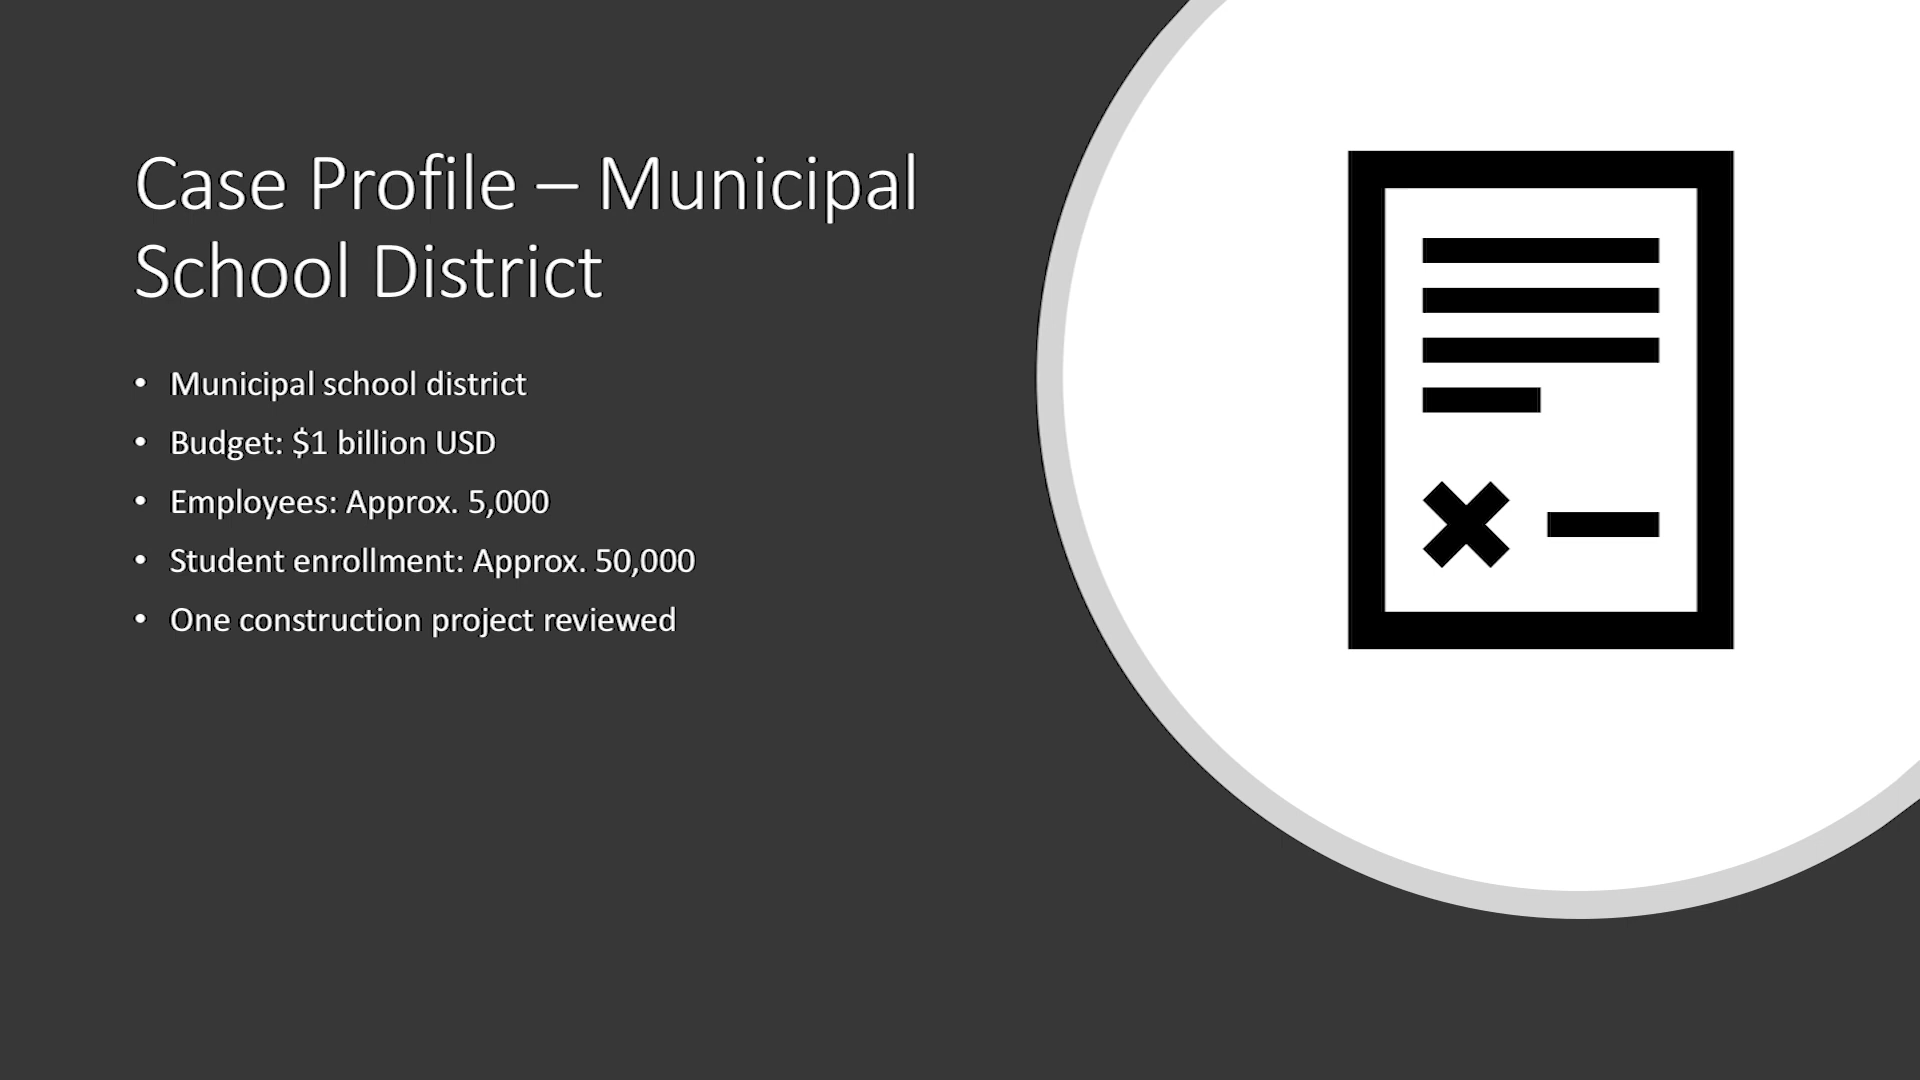 Case Profile – Municipal
School District
• Municipal school district
• Budget: $1 billion USD
• Employees: Approx. 5,000
• Student enrollment: Approx. 50,000
• One construction project reviewed